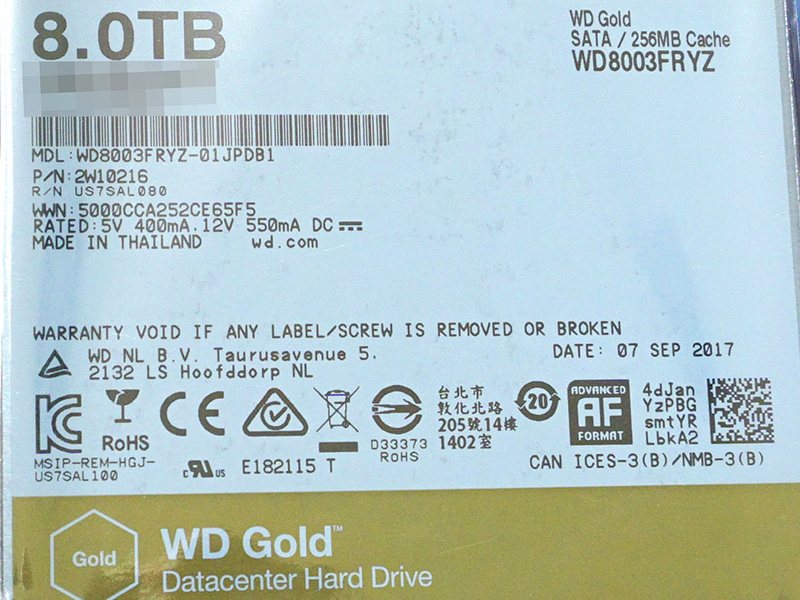 8.0TB
WD Gold
SATA / 256MB Cache
WD8003FRYZ
MDL:WD8003FRYZ-01JPDB1
P/N:2W10216
R/N US7SAL080
WWN:5000CCA252CE65F5
RATED:5V 400mA.12V 550mA DC
MADE IN THAILAND wd.com
WARRANTY VOID IF ANY LABEL/SCREW IS REMOVED OR BROKEN
WD NL B.V. Taurusavenue 5.
2132 LS Hoofddorp NL
DATE: 07 SEP 2017
RoHS
CE
台北市
敦化北路
205號14樓
1402室
20
ADVANCED
AF
FORMAT
4dJan
YzPBG
smtYR
LbkA2
MSIP-REM-HGJ-
US7SAL100
c RU US
E182115 T
D33373
ROHS
CAN ICES-3(B)/NMB-3(B)
Gold
WD Gold™
Datacenter Hard Drive